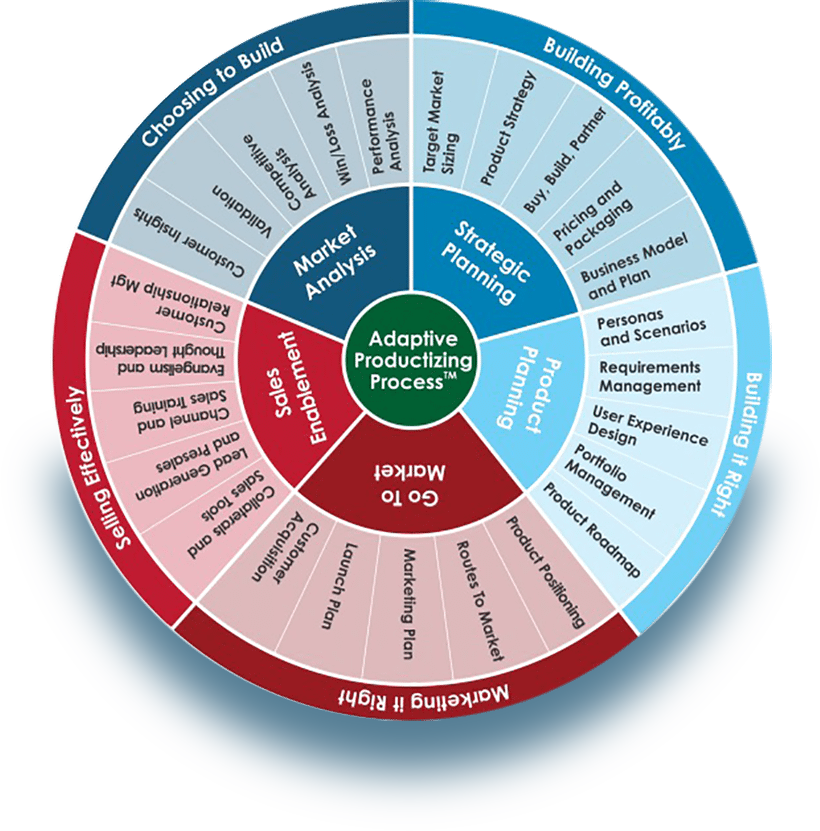 Adaptive
Productizing
Process™
Choosing to Build
Market
Analysis
Customer Insights
Validation
Competitive
Analysis
Win/Loss Analysis
Performance
Analysis
Building Profitably
Strategic
Planning
Target Market
Sizing
Product Strategy
Buy, Build, Partner
Pricing and
Packaging
Business Model
and Plan
Building it Right
Product
Planning
Personas
and Scenarios
Requirements
Management
User Experience
Design
Portfolio
Management
Product Roadmap
Marketing it Right
Go To
Market
Product Positioning
Routes To Market
Marketing Plan
Launch Plan
Customer
Acquisition
Selling Effectively
Sales
Enablement
Collaterals and
Sales Tools
Lead Generation
and Presales
Channel and
Sales Training
Evangelism and
Thought Leadership
Customer
Relationship Mgt